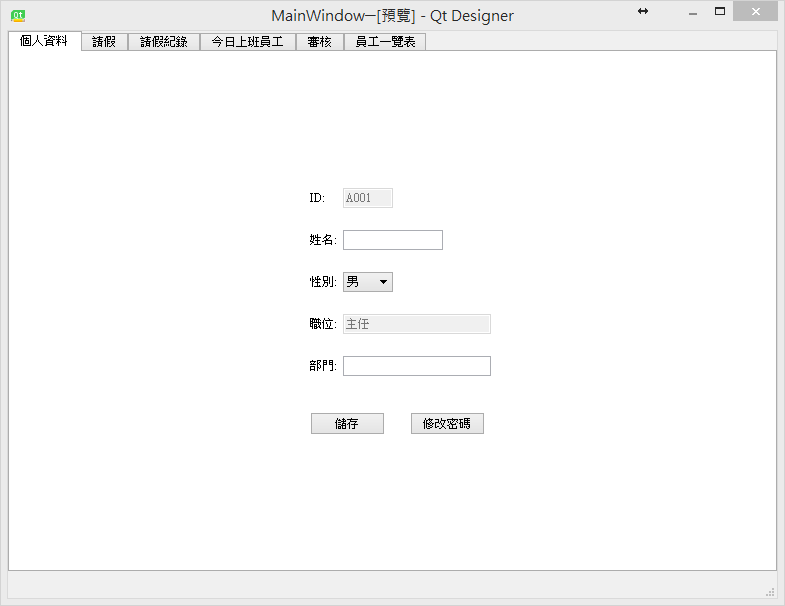 Qt MainWindow—[預覽] - Qt Designer
個人資料 請假 請假紀錄 今日上班員工 審核 員工一覽表
ID: A001
姓名:
性別: 男
職位: 主任
部門:
儲存 修改密碼